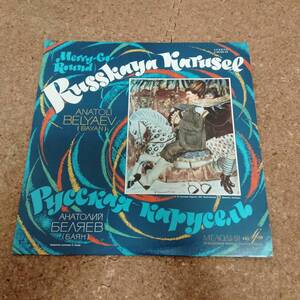 (Merry-Go-
Round)
Russkaya Karusel
ANATOLI
BELYAEV
(BAYAN)
Русская карусель
АНАТОЛИЙ
БЕЛЯЕВ
(БАЯН)
МЕЛОДИЯ